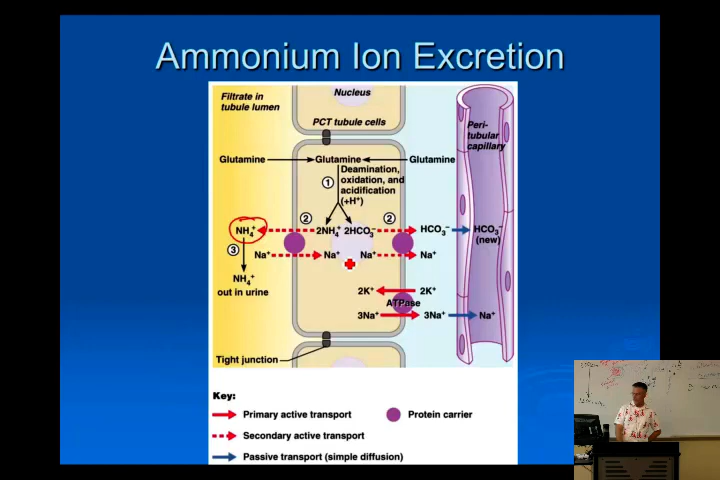 Ammonium Ion Excretion
Filtrate in
tubule lumen
Nucleus
PCT tubule cells
Peri-
tubular
capillary
Glutamine
Glutamine
Glutamine
Deamination,
oxidation, and
acidification
(+H⁺)
1
2
2
NH₄⁺
2NH₄⁺
2HCO₃⁻
HCO₃⁻
HCO₃⁻
(new)
3
Na⁺
Na⁺
Na⁺
Na⁺
NH₄⁺
out in urine
2K⁺
2K⁺
ATPase
3Na⁺
3Na⁺
Na⁺
Tight junction
Key:
Primary active transport
Protein carrier
Secondary active transport
Passive transport (simple diffusion)